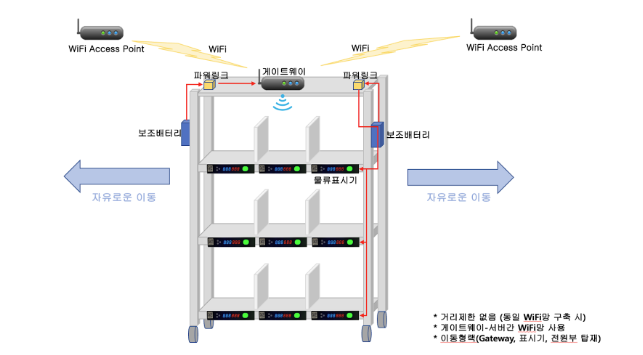 WiFi Access Point
WiFi
WiFi
WiFi Access Point
파워링크
게이트웨이
파워링크
보조배터리
보조배터리
물류표시기
자유로운 이동
자유로운 이동
* 거리제한 없음 (동일 WiFi망 구축 시)
* 게이트웨이-서버간 WiFi망 사용
* 이동형랙(Gateway, 표시기, 전원부 탑재)